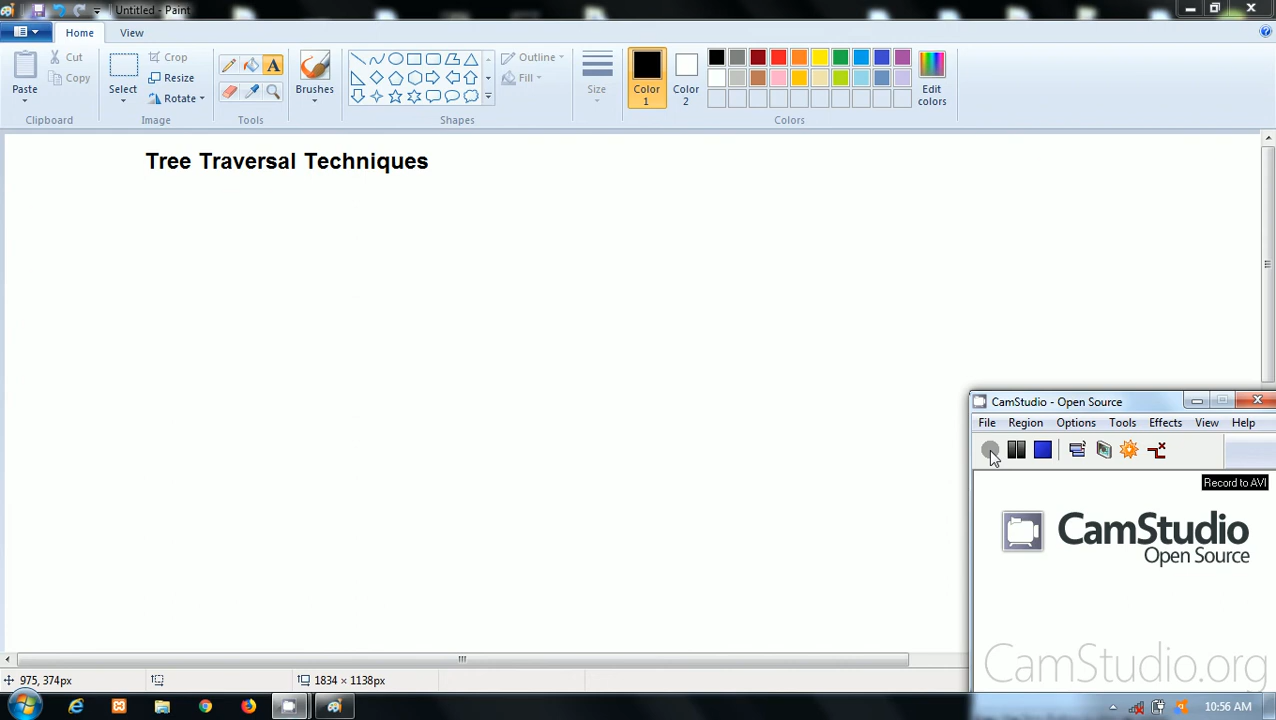 Untitled - Paint
Home View
Paste Cut Copy Clipboard
Select Crop Resize Rotate Image
Tools
Brushes
Outline Fill Shapes
Size
Color 1 Color 2 Edit colors Colors
A
Tree Traversal Techniques
CamStudio - Open Source
File Region Options Tools Effects View Help
Record to AVI
CamStudio
Open Source
CamStudio.org
975, 374px 1834 × 1138px
10:56 AM